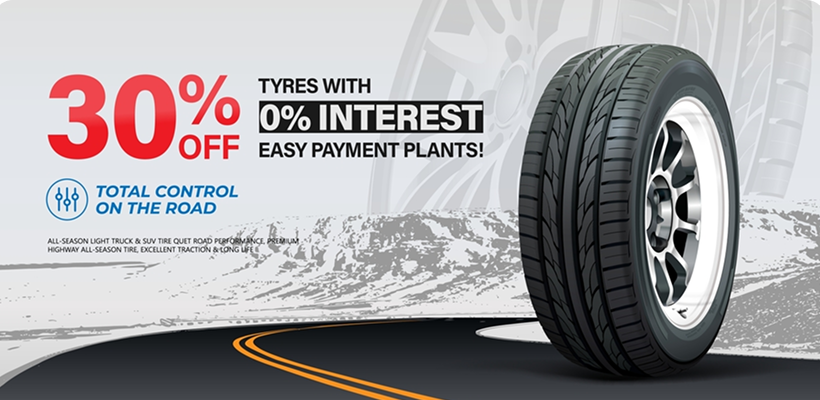 30%
OFF
TYRES WITH
0% INTEREST
EASY PAYMENT PLANTS!
TOTAL CONTROL
ON THE ROAD
ALL-SEASON LIGHT TRUCK & SUV TIRE QUET ROAD PERFORMANCE, PREMIUM
HIGHWAY ALL-SEASON TIRE, EXCELLENT TRACTION & LONG LIFE